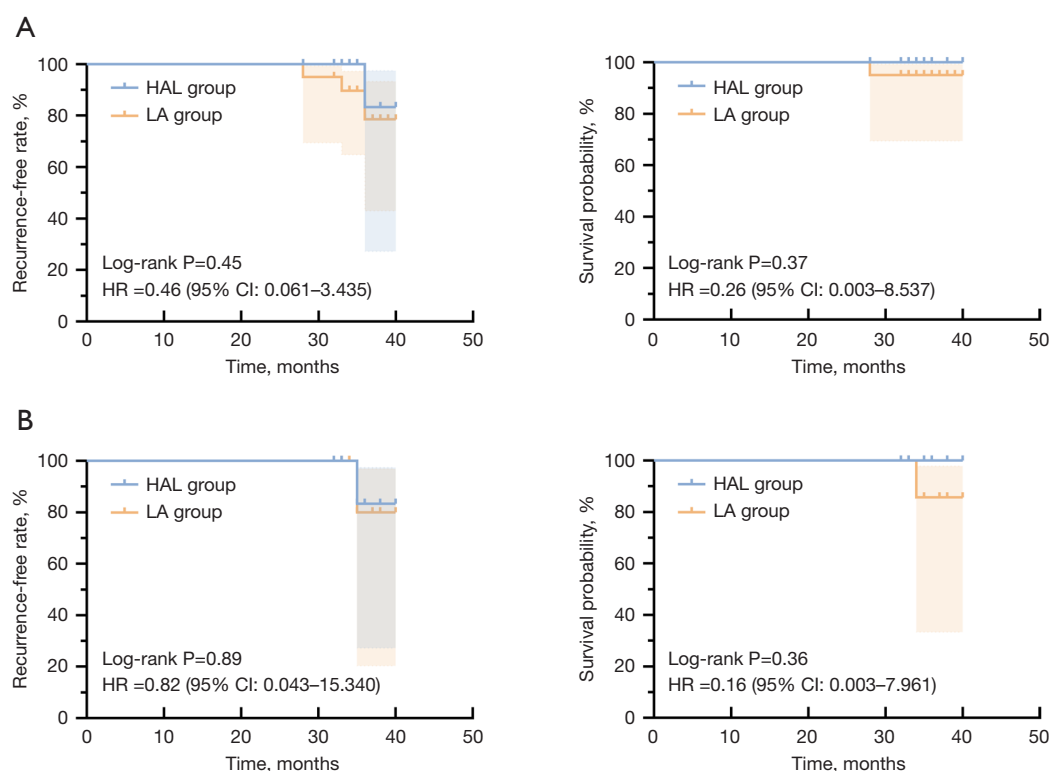 A
Recurrence-free rate, %
100
80
60
40
20
0
HAL group
LA group
Log-rank P=0.45
HR =0.46 (95% CI: 0.061–3.435)
0 10 20 30 40 50
Time, months
Survival probability, %
100
80
60
40
20
0
HAL group
LA group
Log-rank P=0.37
HR =0.26 (95% CI: 0.003–8.537)
0 10 20 30 40 50
Time, months
B
Recurrence-free rate, %
100
80
60
40
20
0
HAL group
LA group
Log-rank P=0.89
HR =0.82 (95% CI: 0.043–15.340)
0 10 20 30 40 50
Time, months
Survival probability, %
100
80
60
40
20
0
HAL group
LA group
Log-rank P=0.36
HR =0.16 (95% CI: 0.003–7.961)
0 10 20 30 40 50
Time, months